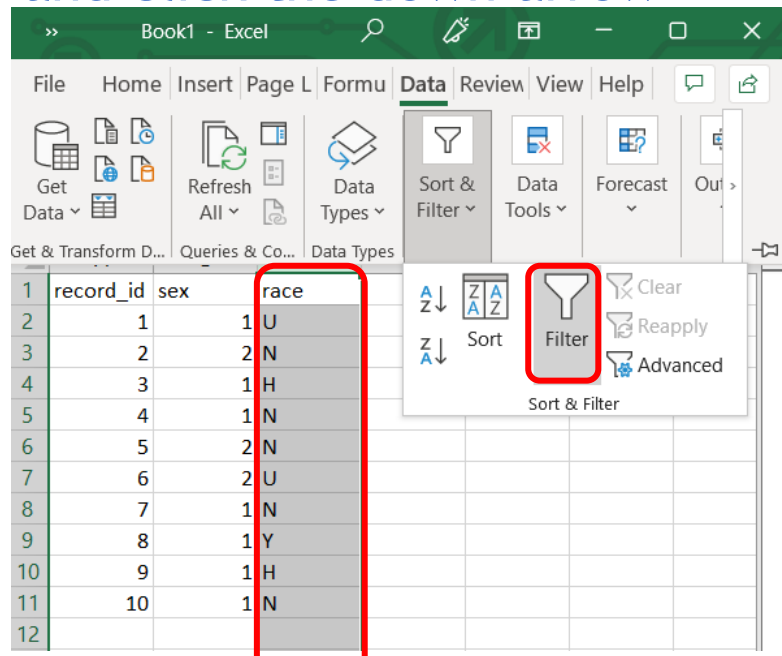 Book1 - Excel
File Home Insert Page L Formu Data Review View Help
Get Data
Refresh All
Data Types
Sort & Filter
Data Tools
Forecast
Out
Get & Transform D... Queries & Co... Data Types
1 record_id sex race
2 1 1 U
3 2 2 N
4 3 1 H
5 4 1 N
6 5 2 N
7 6 2 U
8 7 1 N
9 8 1 Y
10 9 1 H
11 10 1 N
12
Sort
Filter
Clear
Reapply
Advanced
Sort & Filter